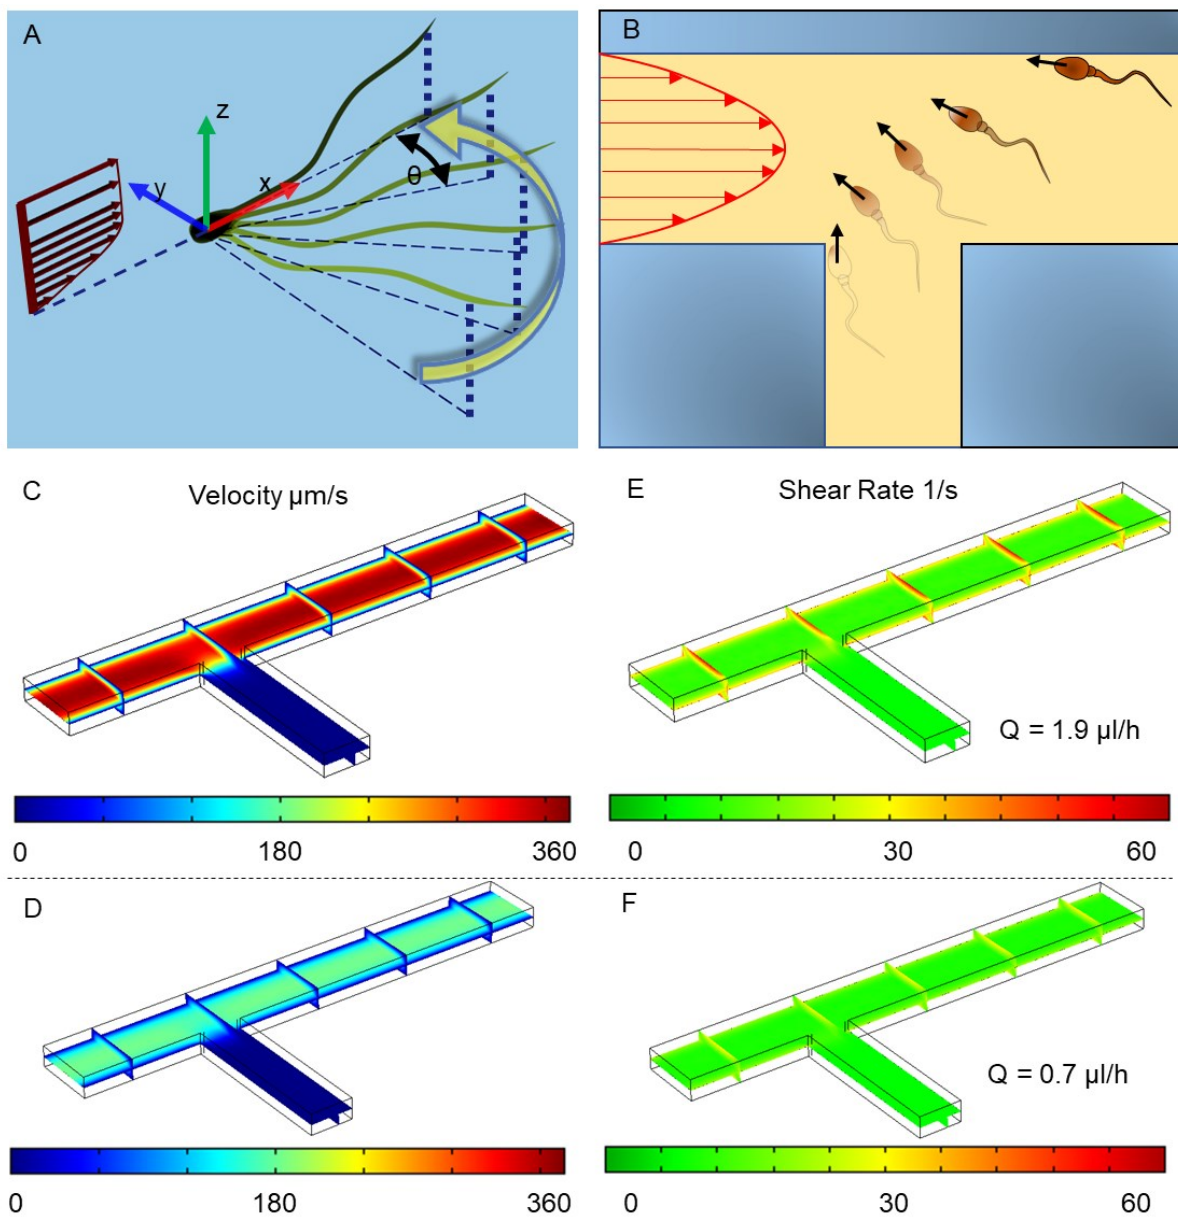 A
z
y
x
θ
B
C
Velocity µm/s
0
180
360
E
Shear Rate 1/s
Q = 1.9 µl/h
0
30
60
D
0
180
360
F
Q = 0.7 µl/h
0
30
60